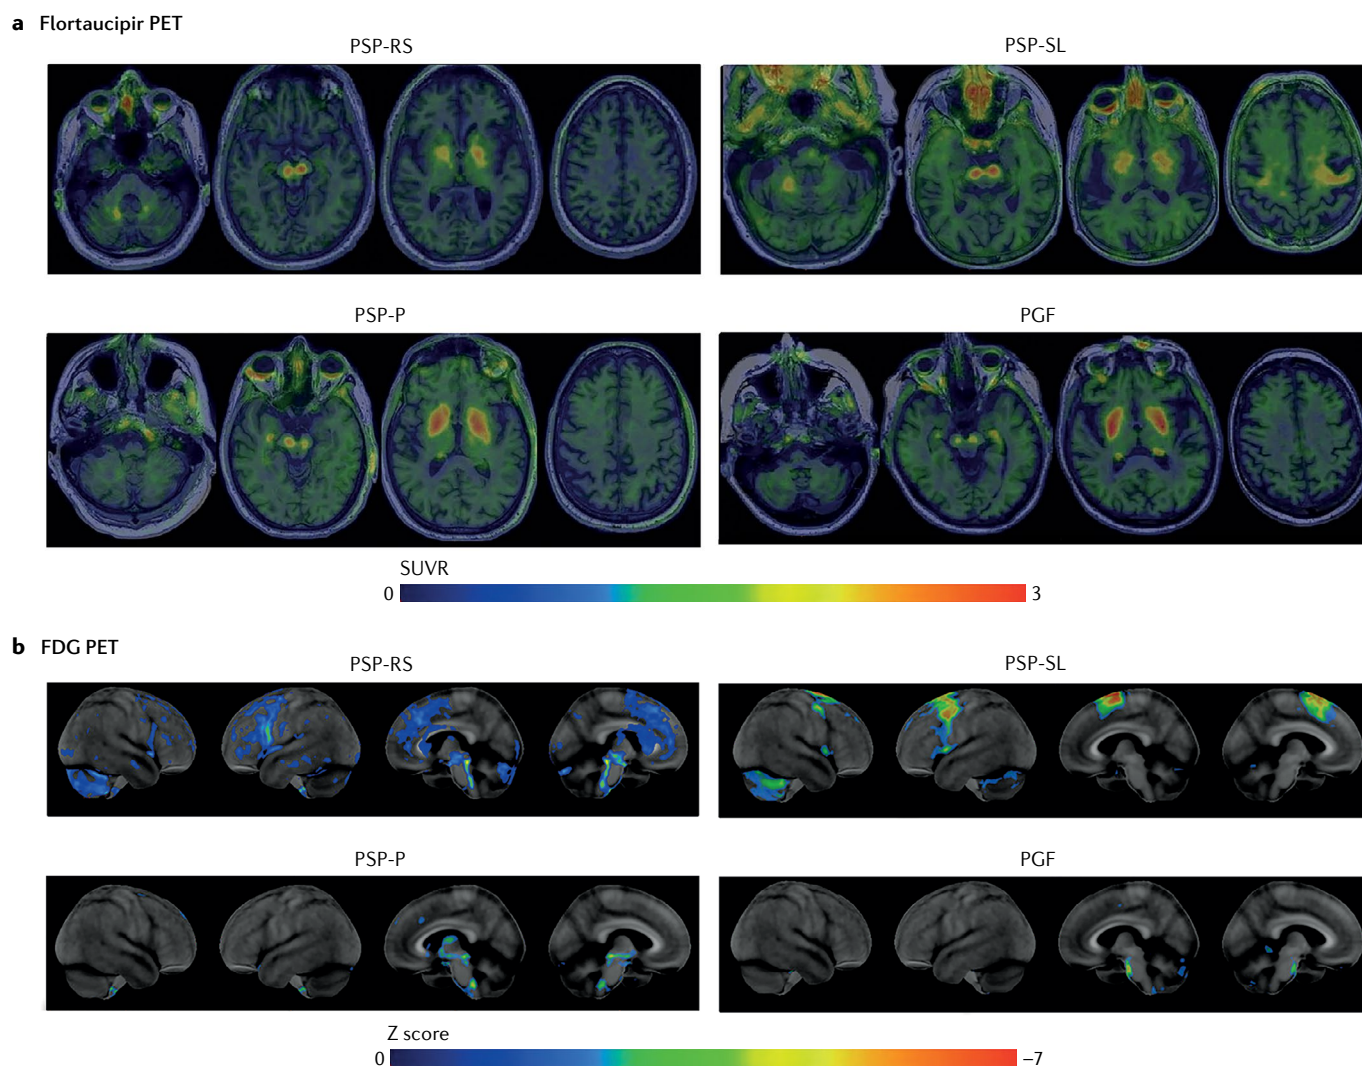 a Flortaucipir PET
PSP-RS
PSP-SL
PSP-P
PGF
SUVR
0
3
b FDG PET
PSP-RS
PSP-SL
PSP-P
PGF
Z score
0
–7